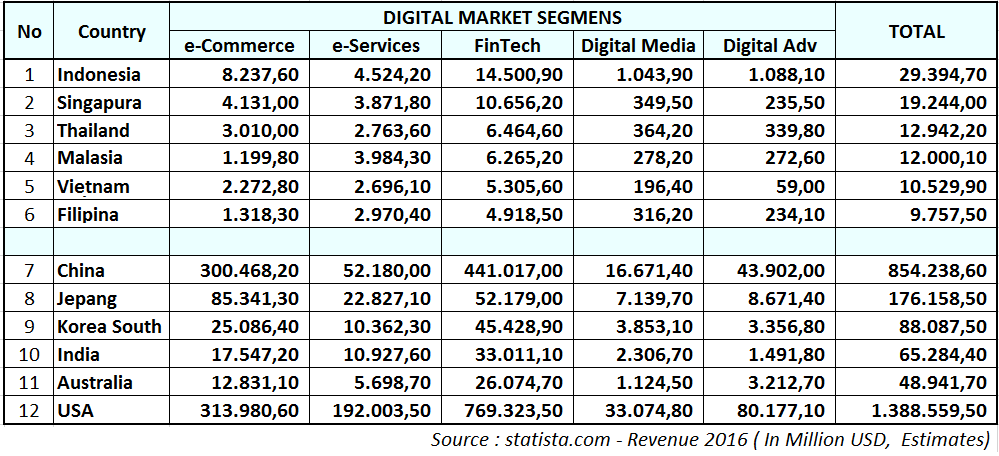 No Country DIGITAL MARKET SEGMENS TOTAL
e-Commerce e-Services FinTech Digital Media Digital Adv
1 Indonesia 8.237,60 4.524,20 14.500,90 1.043,90 1.088,10 29.394,70
2 Singapura 4.131,00 3.871,80 10.656,20 349,50 235,50 19.244,00
3 Thailand 3.010,00 2.763,60 6.464,60 364,20 339,80 12.942,20
4 Malasia 1.199,80 3.984,30 6.265,20 278,20 272,60 12.000,10
5 Vietnam 2.272,80 2.696,10 5.305,60 196,40 59,00 10.529,90
6 Filipina 1.318,30 2.970,40 4.918,50 316,20 234,10 9.757,50
7 China 300.468,20 52.180,00 441.017,00 16.671,40 43.902,00 854.238,60
8 Jepang 85.341,30 22.827,10 52.179,00 7.139,70 8.671,40 176.158,50
9 Korea South 25.086,40 10.362,30 45.428,90 3.853,10 3.356,80 88.087,50
10 India 17.547,20 10.927,60 33.011,10 2.306,70 1.491,80 65.284,40
11 Australia 12.831,10 5.698,70 26.074,70 1.124,50 3.212,70 48.941,70
12 USA 313.980,60 192.003,50 769.323,50 33.074,80 80.177,10 1.388.559,50
Source : statista.com - Revenue 2016 ( In Million USD, Estimates)